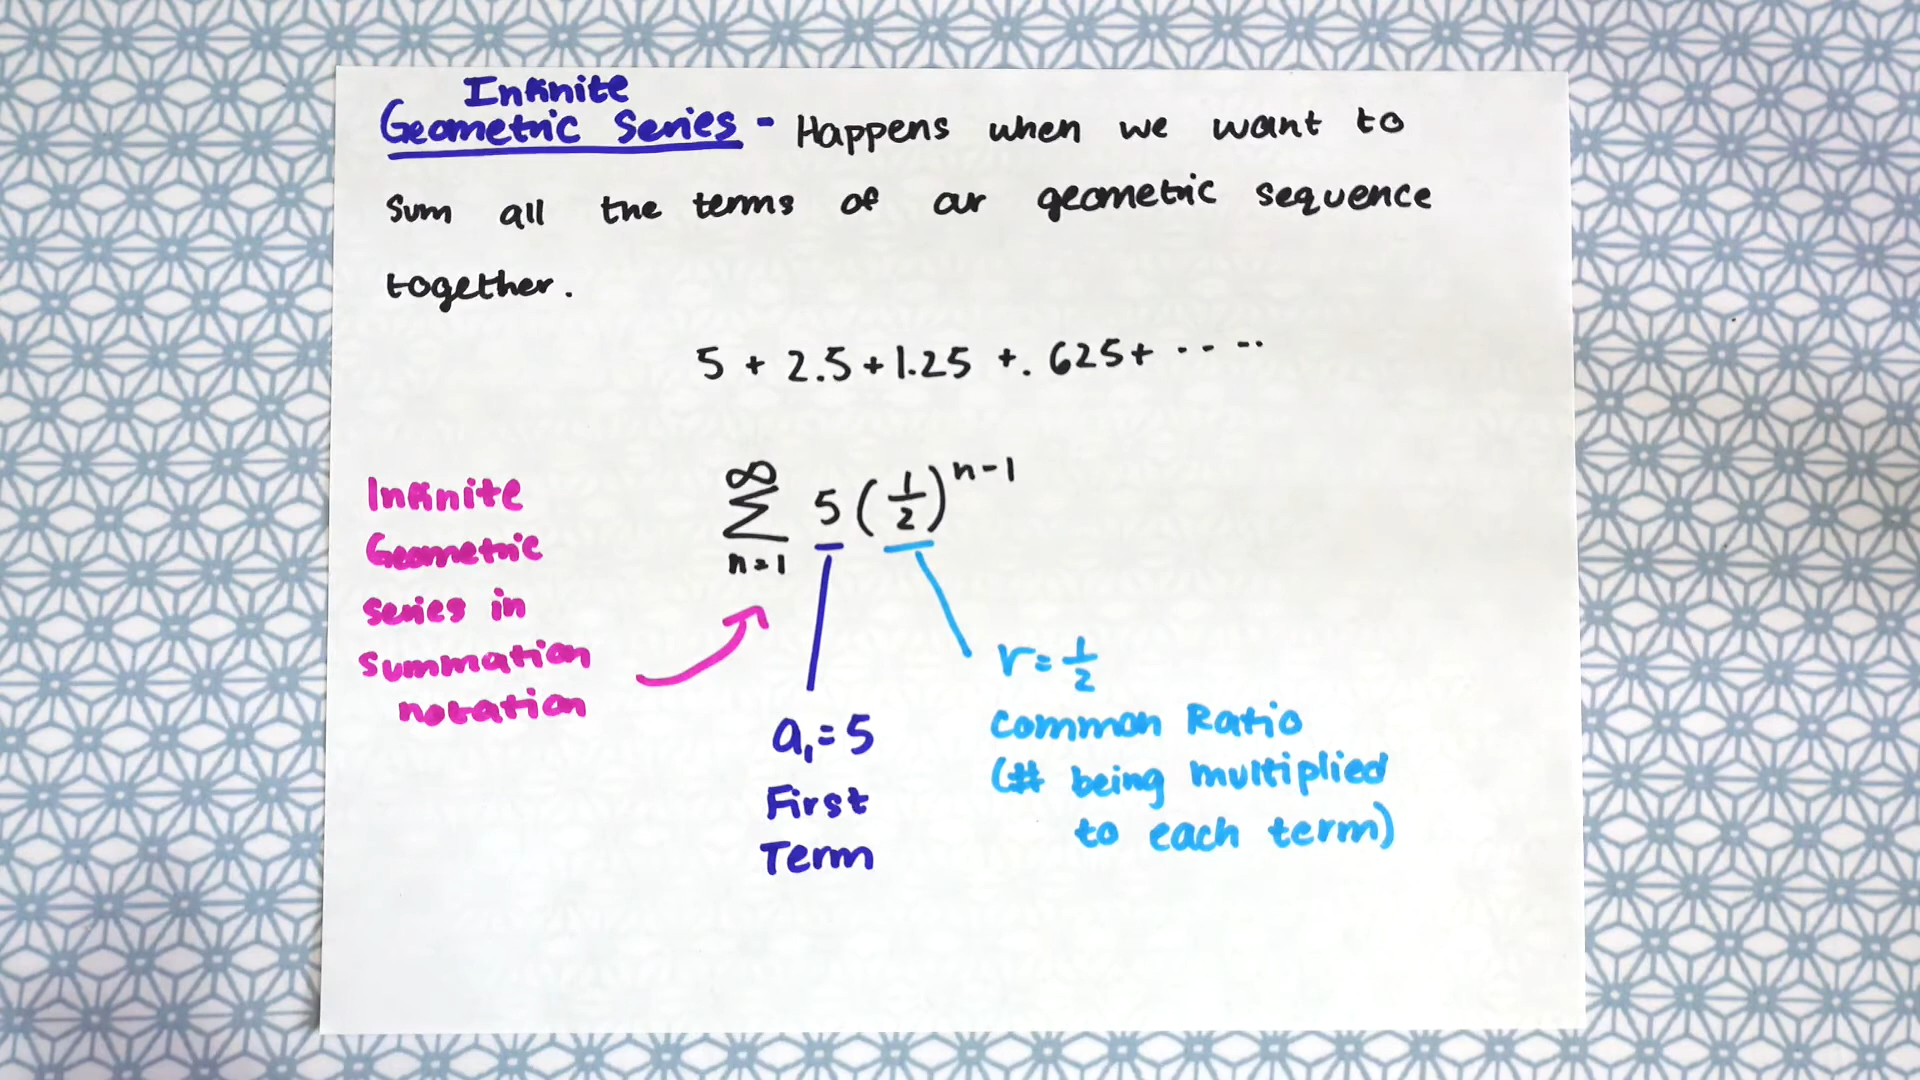 Infinite
Geometric Series - Happens when we want to
sum all the terms of our geometric sequence
together.
5 + 2.5 + 1.25 + .625 + ......
∞
Σ 5 (1/2)^n-1
n=1
Infinite
Geometric
series in
summation
notation
a₁ = 5
First
Term
r = 1/2
Common Ratio
(# being multiplied
to each term)